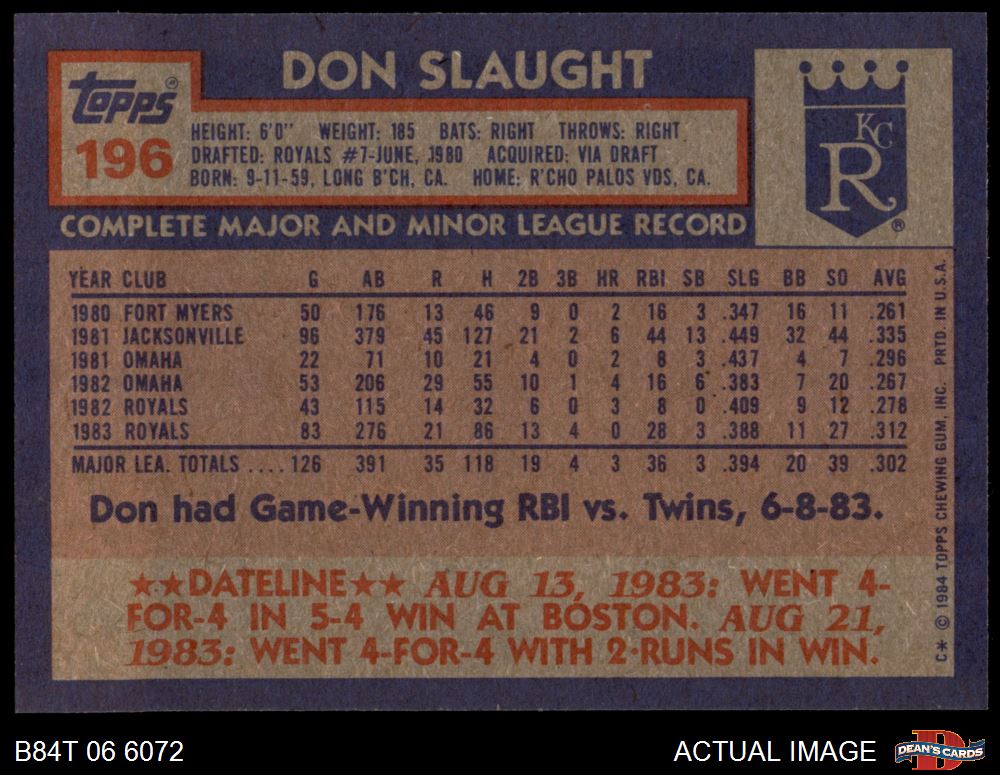 DON SLAUGHT
Topps®
196
HEIGHT: 6'0" WEIGHT: 185 BATS: RIGHT THROWS: RIGHT
DRAFTED: ROYALS #7-JUNE, 1980 ACQUIRED: VIA DRAFT
BORN: 9-11-59, LONG B'CH, CA. HOME: R'CHO PALOS VDS, CA.
KC
R
®
COMPLETE MAJOR AND MINOR LEAGUE RECORD
YEAR CLUB G AB R H 2B 3B HR RBI SB SLG BB SO AVG
1980 FORT MYERS 50 176 13 46 9 0 2 16 3 .347 16 11 .261
1981 JACKSONVILLE 96 379 45 127 21 2 6 44 13 .449 32 44 .335
1981 OMAHA 22 71 10 21 4 0 2 8 3 .437 4 7 .296
1982 OMAHA 53 206 29 55 10 1 4 16 6 .383 7 20 .267
1982 ROYALS 43 115 14 32 6 0 3 8 0 .409 9 12 .278
1983 ROYALS 83 276 21 86 13 4 0 28 3 .388 11 27 .312
MAJOR LEA. TOTALS .... 126 391 35 118 19 4 3 36 3 .394 20 39 .302
Don had Game-Winning RBI vs. Twins, 6-8-83.
★★DATELINE★★ AUG 13, 1983: WENT 4-
FOR-4 IN 5-4 WIN AT BOSTON. AUG 21,
1983: WENT 4-FOR-4 WITH 2-RUNS IN WIN.
C* © 1984 TOPPS CHEWING GUM, INC. PRTD. IN U.S.A.
B84T 06 6072
ACTUAL IMAGE
D
DEAN'S CARDS